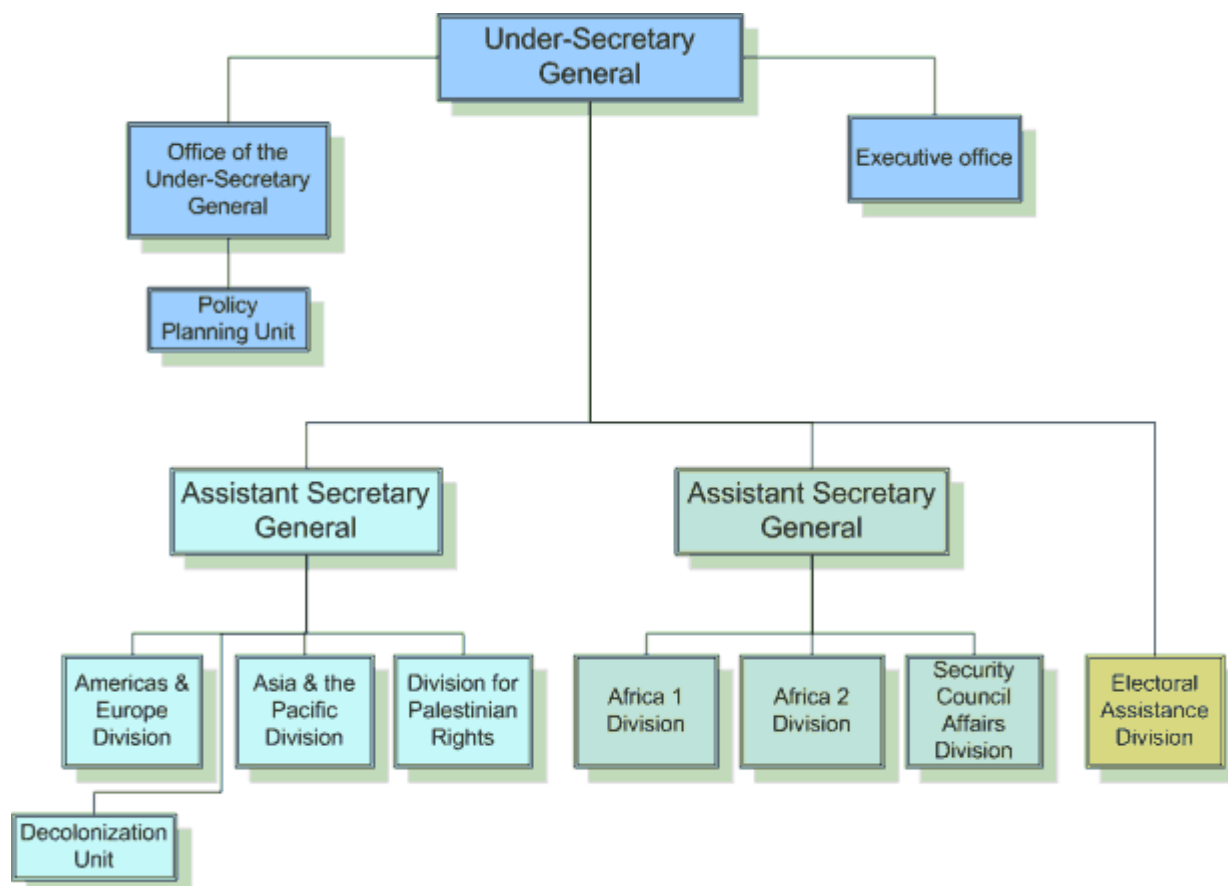 Under-Secretary
General
Office of the
Under-Secretary
General
Executive office
Policy
Planning Unit
Assistant Secretary
General
Assistant Secretary
General
Americas &
Europe
Division
Asia & the
Pacific
Division
Division for
Palestinian
Rights
Africa 1
Division
Africa 2
Division
Security
Council
Affairs
Division
Electoral
Assistance
Division
Decolonization
Unit